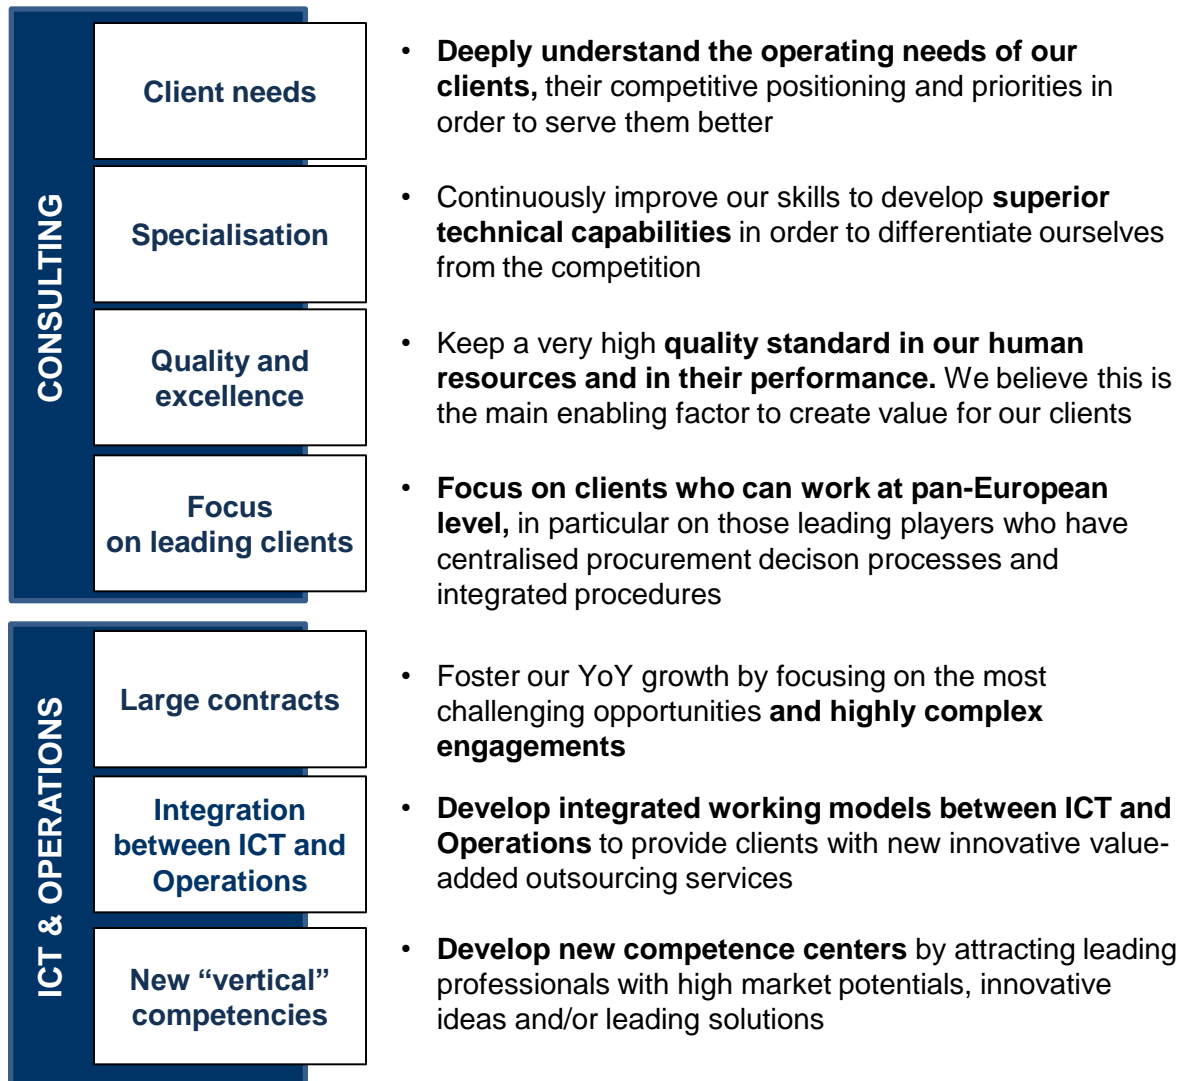 CONSULTING
Client needs
• Deeply understand the operating needs of our
clients, their competitive positioning and priorities in
order to serve them better
Specialisation
• Continuously improve our skills to develop superior
technical capabilities in order to differentiate ourselves
from the competition
Quality and
excellence
• Keep a very high quality standard in our human
resources and in their performance. We believe this is
the main enabling factor to create value for our clients
Focus
on leading clients
• Focus on clients who can work at pan-European
level, in particular on those leading players who have
centralised procurement decison processes and
integrated procedures
ICT & OPERATIONS
Large contracts
• Foster our YoY growth by focusing on the most
challenging opportunities and highly complex
engagements
Integration
between ICT and
Operations
• Develop integrated working models between ICT and
Operations to provide clients with new innovative value-
added outsourcing services
New “vertical”
competencies
• Develop new competence centers by attracting leading
professionals with high market potentials, innovative
ideas and/or leading solutions